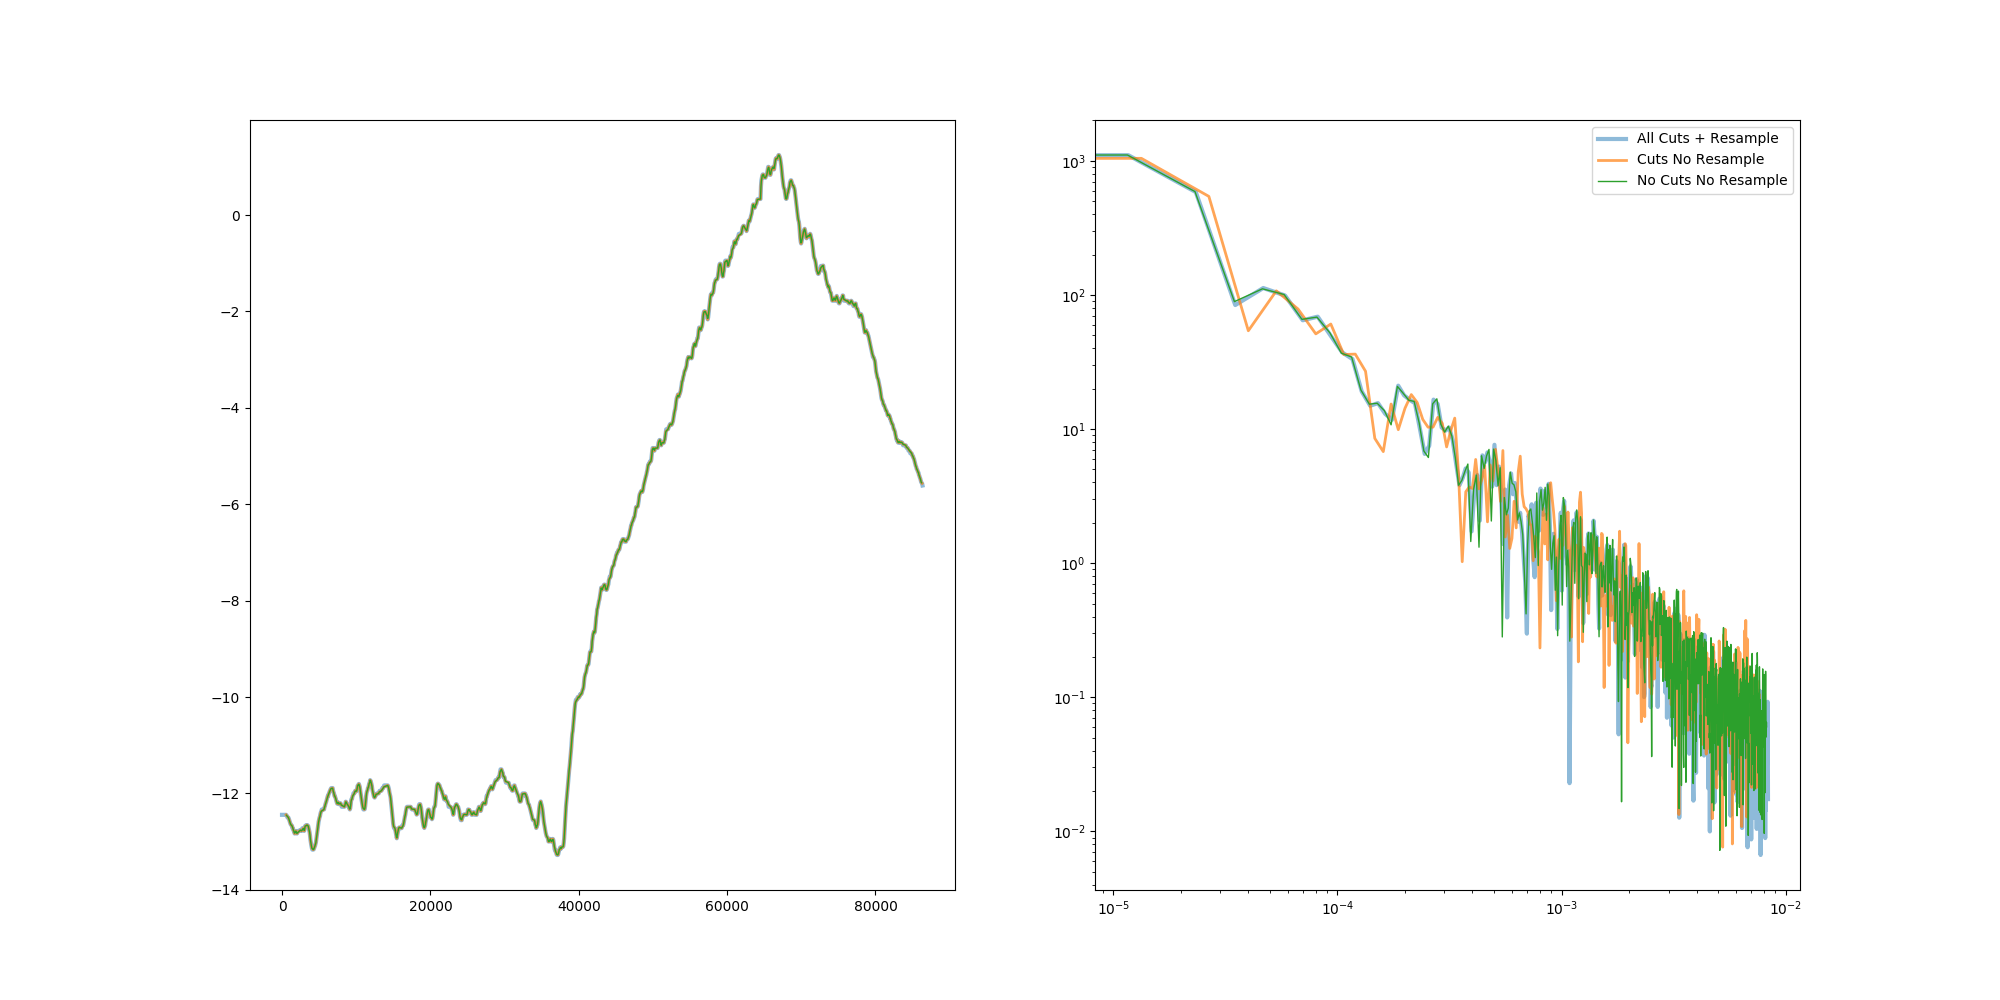 0
−2
−4
−6
−8
−10
−12
−14
0 20000 40000 60000 80000
10³
10²
10¹
10⁰
10⁻¹
10⁻²
10⁻⁵ 10⁻⁴ 10⁻³ 10⁻²
All Cuts + Resample
Cuts No Resample
No Cuts No Resample